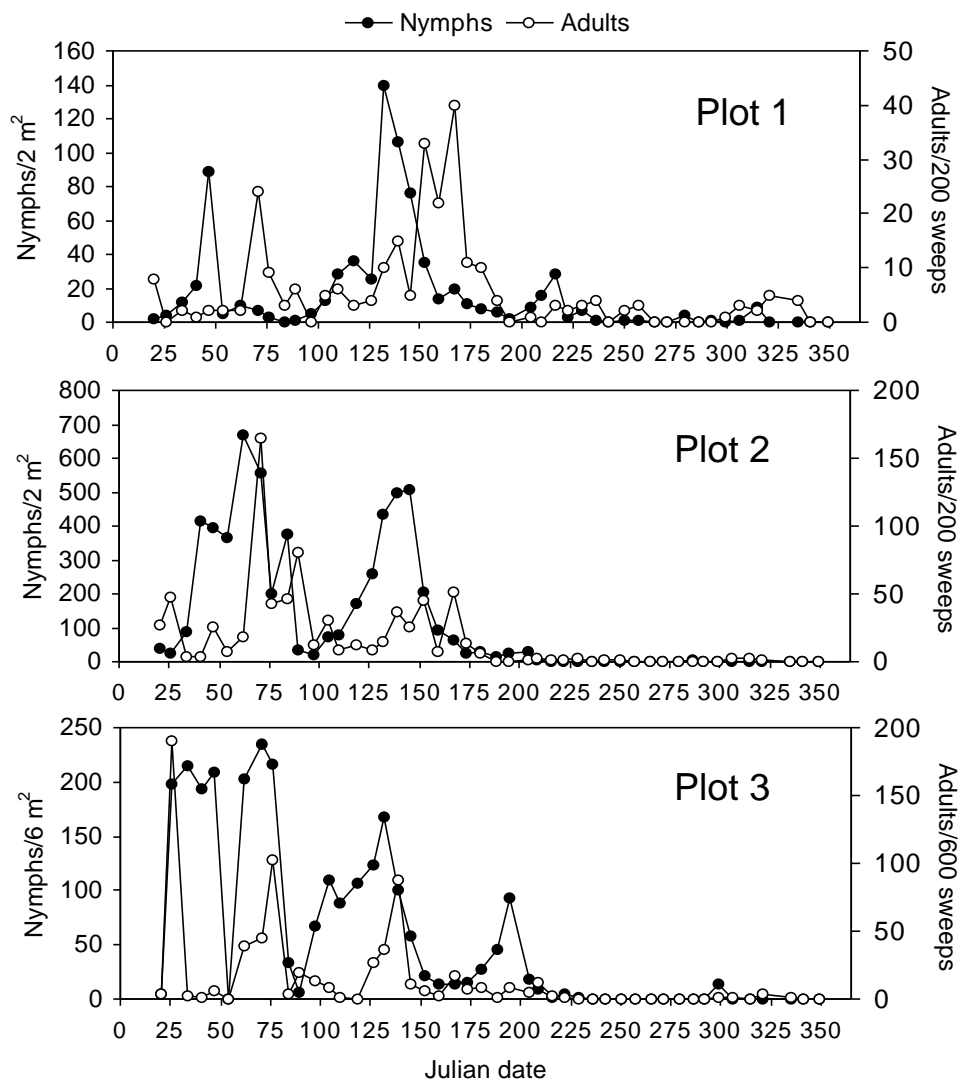 Nymphs Adults
Plot 1
Nymphs/2 m²
160
140
120
100
80
60
40
20
0
Adults/200 sweeps
50
40
30
20
10
0
0 25 50 75 100 125 150 175 200 225 250 275 300 325 350
Plot 2
Nymphs/2 m²
800
700
600
500
400
300
200
100
0
Adults/200 sweeps
200
150
100
50
0
0 25 50 75 100 125 150 175 200 225 250 275 300 325 350
Plot 3
Nymphs/6 m²
250
200
150
100
50
0
Adults/600 sweeps
200
150
100
50
0
0 25 50 75 100 125 150 175 200 225 250 275 300 325 350
Julian date